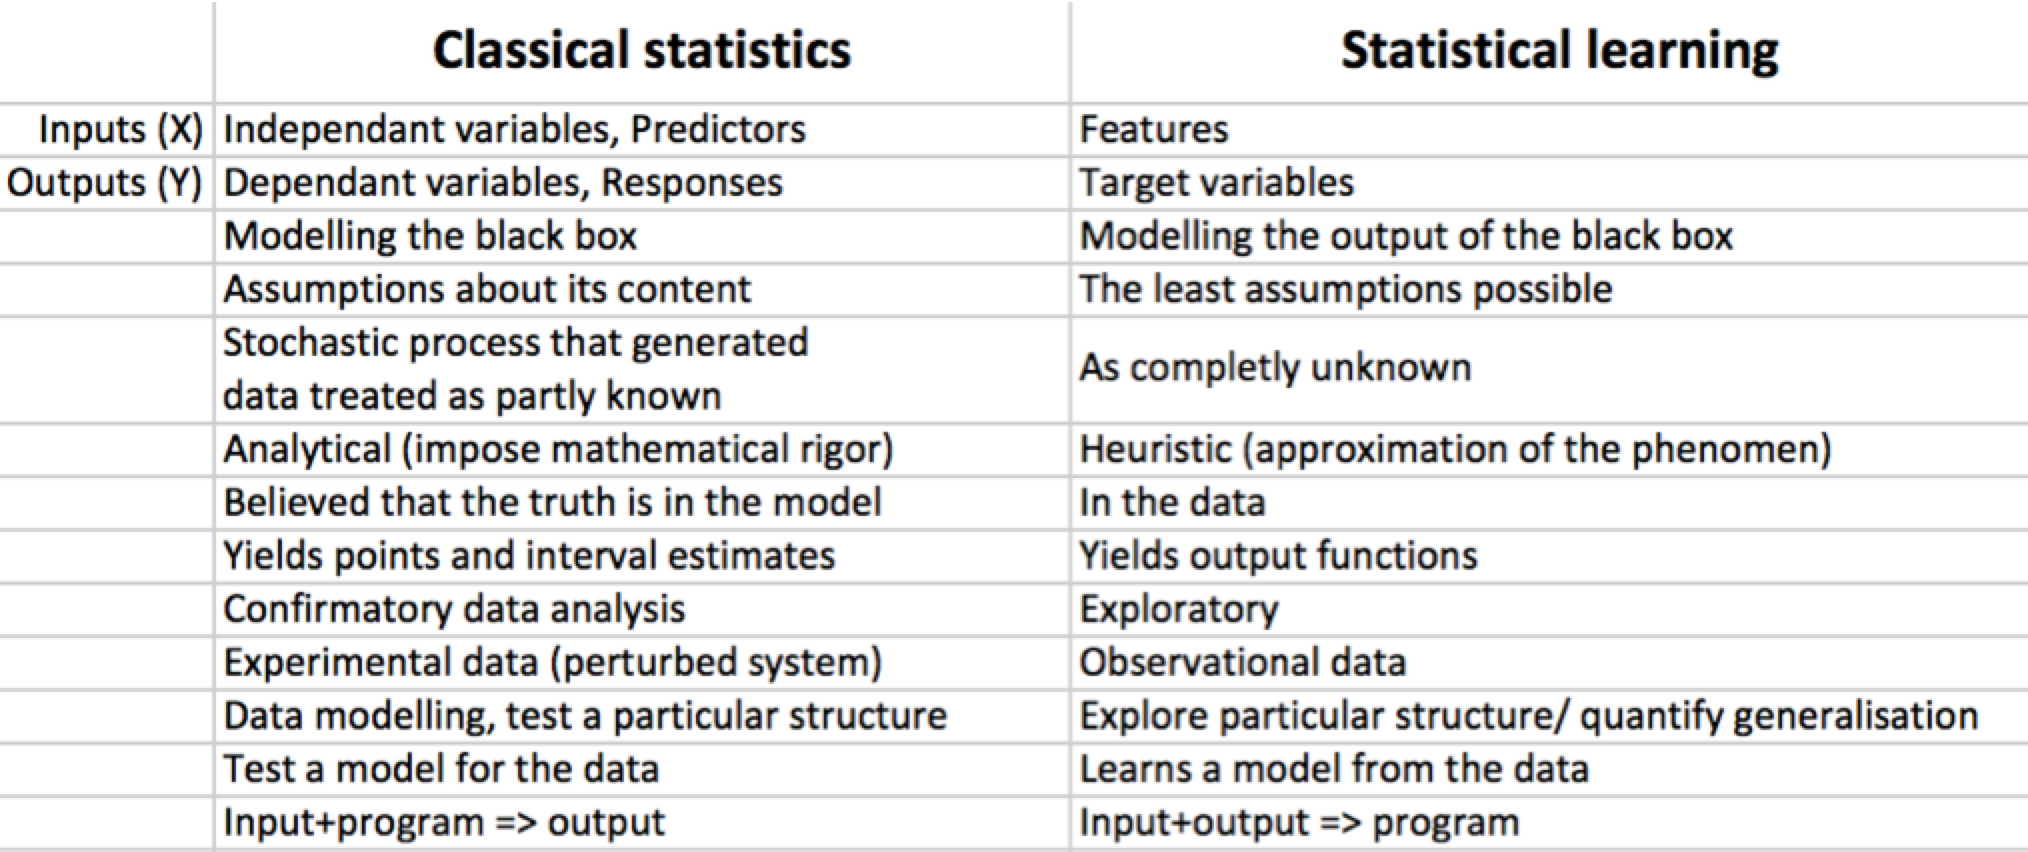 Classical statistics Statistical learning
Inputs (X) Independant variables, Predictors Features
Outputs (Y) Dependant variables, Responses Target variables
Modelling the black box Modelling the output of the black box
Assumptions about its content The least assumptions possible
Stochastic process that generated
data treated as partly known As completly unknown
Analytical (impose mathematical rigor) Heuristic (approximation of the phenomen)
Believed that the truth is in the model In the data
Yields points and interval estimates Yields output functions
Confirmatory data analysis Exploratory
Experimental data (perturbed system) Observational data
Data modelling, test a particular structure Explore particular structure/ quantify generalisation
Test a model for the data Learns a model from the data
Input+program => output Input+output => program